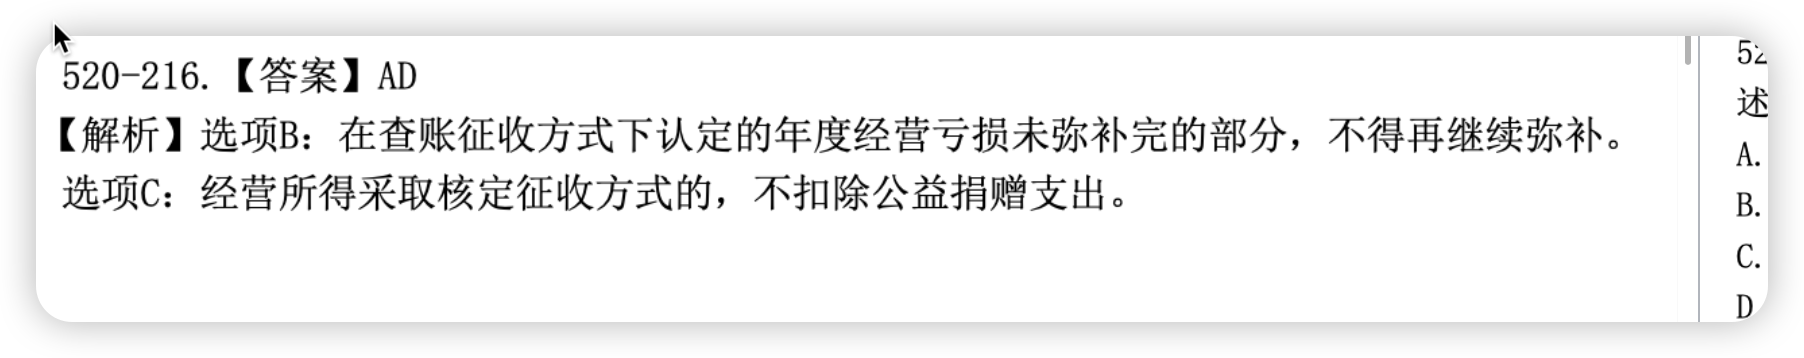 520-216.【答案】AD
【解析】选项B：在查账征收方式下认定的年度经营亏损未弥补完的部分，不得再继续弥补。
选项C：经营所得采取核定征收方式的，不扣除公益捐赠支出。
述
A.
B.
C.
D